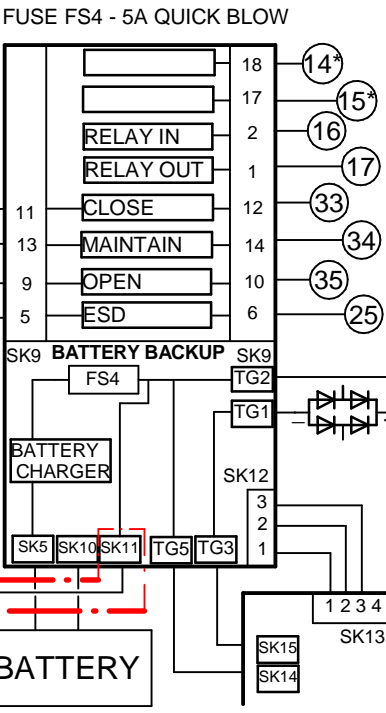 FUSE FS4 - 5A QUICK BLOW
18 14*
17 15*
RELAY IN 2 16
RELAY OUT 1 17
11 CLOSE 12 33
13 MAINTAIN 14 34
9 OPEN 10 35
5 ESD 6 25
SK9 BATTERY BACKUP SK9
FS4 TG2
TG1
BATTERY
CHARGER
SK12
3
2
1
SK5 SK10 SK11 TG5 TG3
1 2 3 4
SK13
SK15
SK14
BATTERY